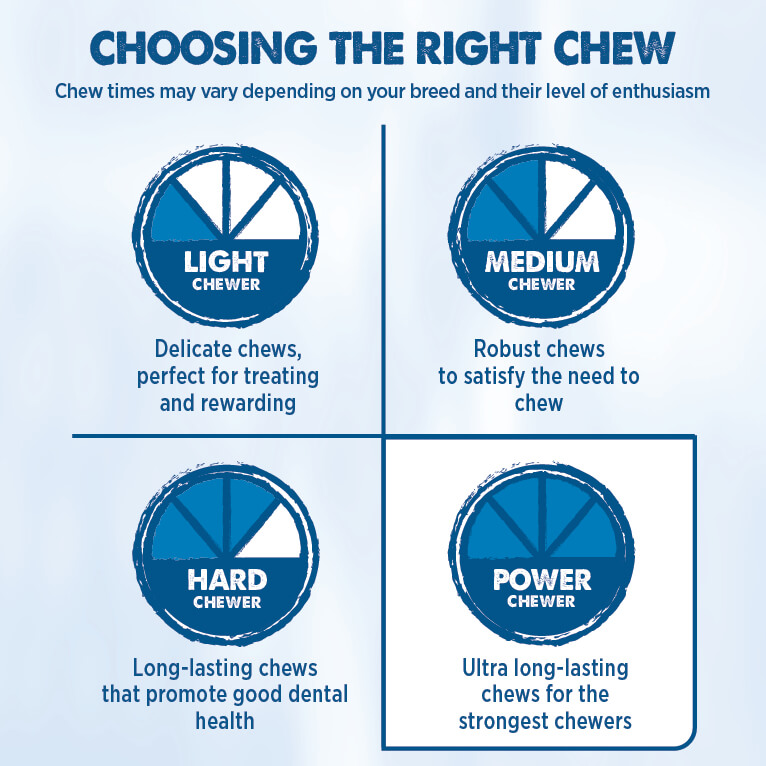 CHOOSING THE RIGHT CHEW
Chew times may vary depending on your breed and their level of enthusiasm
LIGHT
CHEWER
Delicate chews,
perfect for treating
and rewarding
MEDIUM
CHEWER
Robust chews
to satisfy the need to
chew
HARD
CHEWER
Long-lasting chews
that promote good dental
health
POWER
CHEWER
Ultra long-lasting
chews for the
strongest chewers